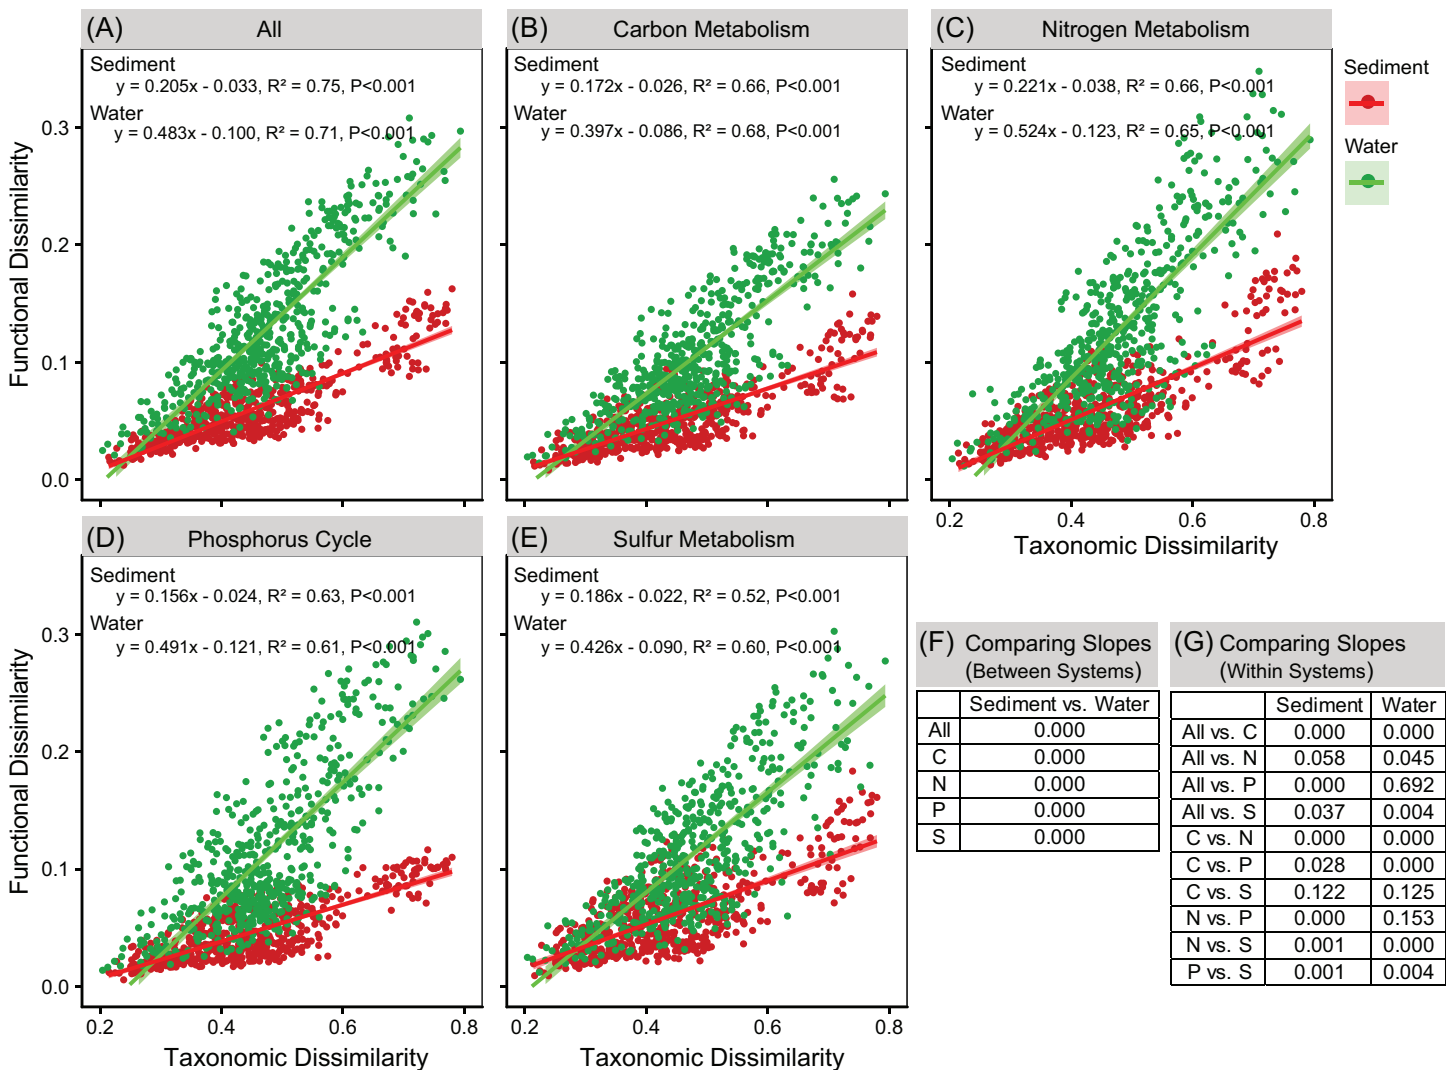 (A) All
Sediment
y = 0.205x - 0.033, R² = 0.75, P<0.001
Water
y = 0.483x - 0.100, R² = 0.71, P<0.001
(B) Carbon Metabolism
Sediment
y = 0.172x - 0.026, R² = 0.66, P<0.001
Water
y = 0.397x - 0.086, R² = 0.68, P<0.001
(C) Nitrogen Metabolism
Sediment
y = 0.221x - 0.038, R² = 0.66, P<0.001
Water
y = 0.524x - 0.123, R² = 0.65, P<0.001
Sediment
Water
Functional Dissimilarity
0.3
0.2
0.1
0.0
0.2 0.4 0.6 0.8
Taxonomic Dissimilarity
(D) Phosphorus Cycle
Sediment
y = 0.156x - 0.024, R² = 0.63, P<0.001
Water
y = 0.491x - 0.121, R² = 0.61, P<0.001
(E) Sulfur Metabolism
Sediment
y = 0.186x - 0.022, R² = 0.52, P<0.001
Water
y = 0.426x - 0.090, R² = 0.60, P<0.001
Functional Dissimilarity
0.3
0.2
0.1
0.0
0.2 0.4 0.6 0.8
Taxonomic Dissimilarity
0.2 0.4 0.6 0.8
Taxonomic Dissimilarity
(F) Comparing Slopes
(Between Systems)
Sediment vs. Water
All 0.000
C 0.000
N 0.000
P 0.000
S 0.000
(G) Comparing Slopes
(Within Systems)
Sediment Water
All vs. C 0.000 0.000
All vs. N 0.058 0.045
All vs. P 0.000 0.692
All vs. S 0.037 0.004
C vs. N 0.000 0.000
C vs. P 0.028 0.000
C vs. S 0.122 0.125
N vs. P 0.000 0.153
N vs. S 0.001 0.000
P vs. S 0.001 0.004